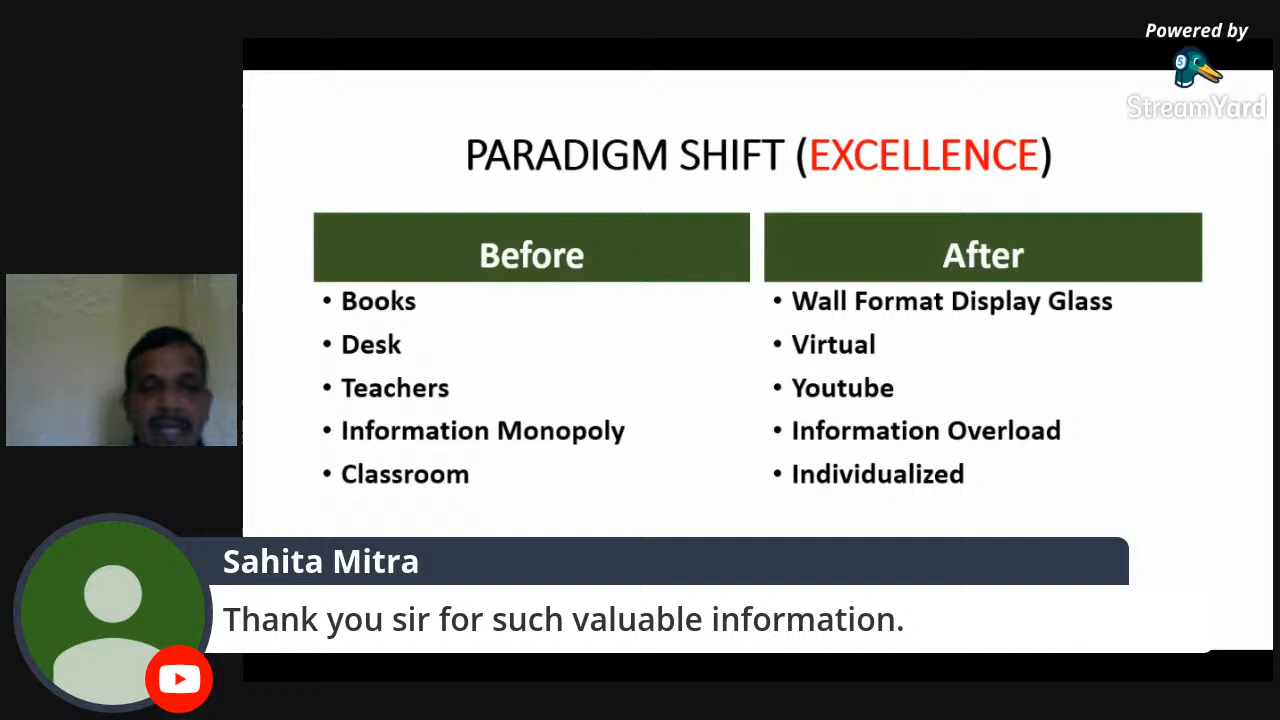 Powered by
StreamYard
PARADIGM SHIFT (EXCELLENCE)
Before
• Books
• Desk
• Teachers
• Information Monopoly
• Classroom
After
• Wall Format Display Glass
• Virtual
• Youtube
• Information Overload
• Individualized
Sahita Mitra
Thank you sir for such valuable information.